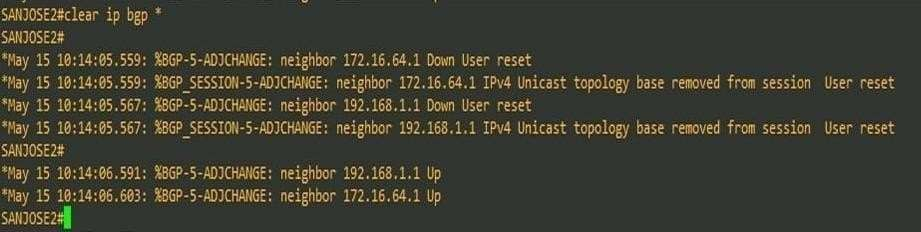 SANJOSE2#clear ip bgp *
SANJOSE2#
*May 15 10:14:05.559: %BGP-5-ADJCHANGE: neighbor 172.16.64.1 Down User reset
*May 15 10:14:05.559: %BGP_SESSION-5-ADJCHANGE: neighbor 172.16.64.1 IPv4 Unicast topology base removed from session  User reset
*May 15 10:14:05.567: %BGP-5-ADJCHANGE: neighbor 192.168.1.1 Down User reset
*May 15 10:14:05.567: %BGP_SESSION-5-ADJCHANGE: neighbor 192.168.1.1 IPv4 Unicast topology base removed from session  User reset
SANJOSE2#
*May 15 10:14:06.591: %BGP-5-ADJCHANGE: neighbor 192.168.1.1 Up
*May 15 10:14:06.603: %BGP-5-ADJCHANGE: neighbor 172.16.64.1 Up
SANJOSE2#